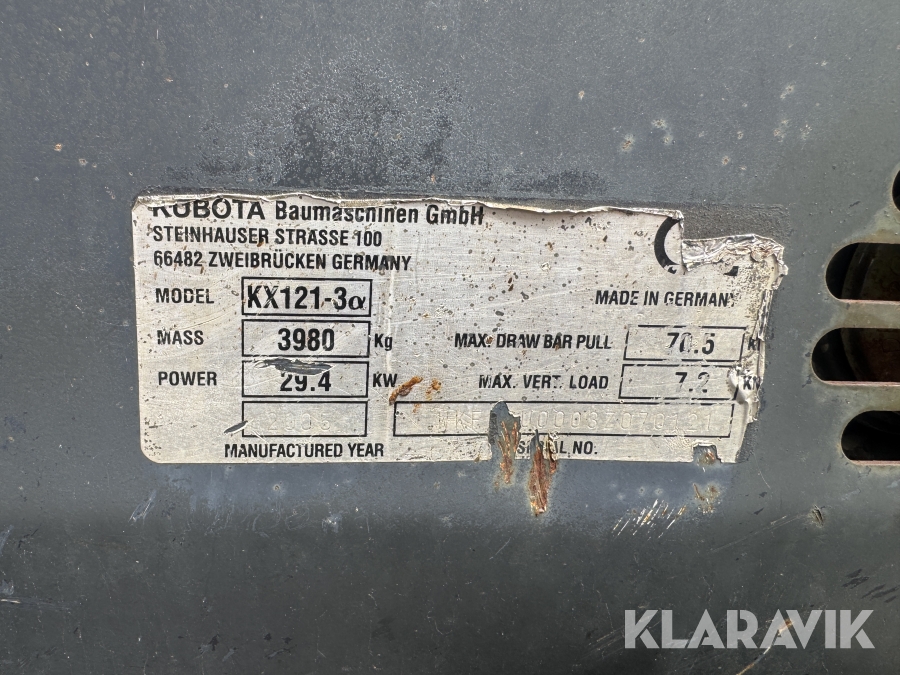 KUBOTA Baumaschinen GmbH
STEINHAUSER STRASSE 100
66482 ZWEIBRÜCKEN GERMANY
MODEL KX121-3α MADE IN GERMANY
MASS 3980 Kg MAX. DRAW BAR PULL 70.5
POWER 29.4 KW MAX. VERT. LOAD 7.2
MANUFACTURED YEAR SERIAL NO.
KLARAVIK